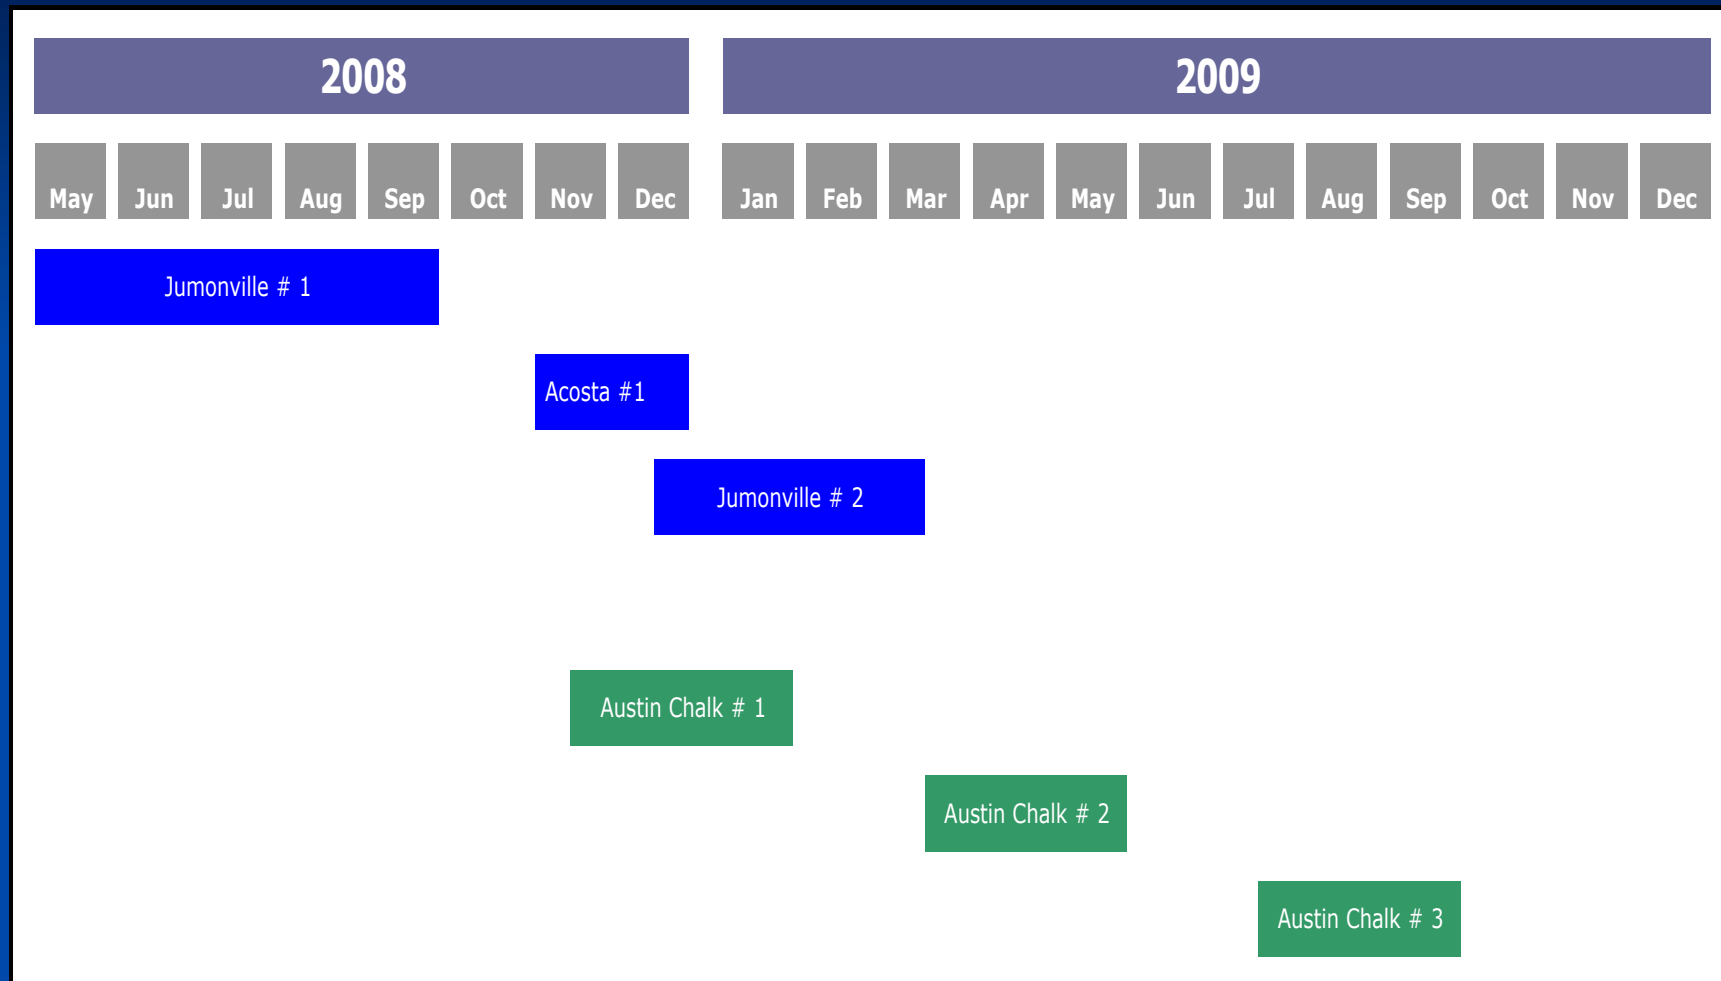 2008 2009
May Jun Jul Aug Sep Oct Nov Dec Jan Feb Mar Apr May Jun Jul Aug Sep Oct Nov Dec
Jumonville # 1
Acosta #1
Jumonville # 2
Austin Chalk # 1
Austin Chalk # 2
Austin Chalk # 3